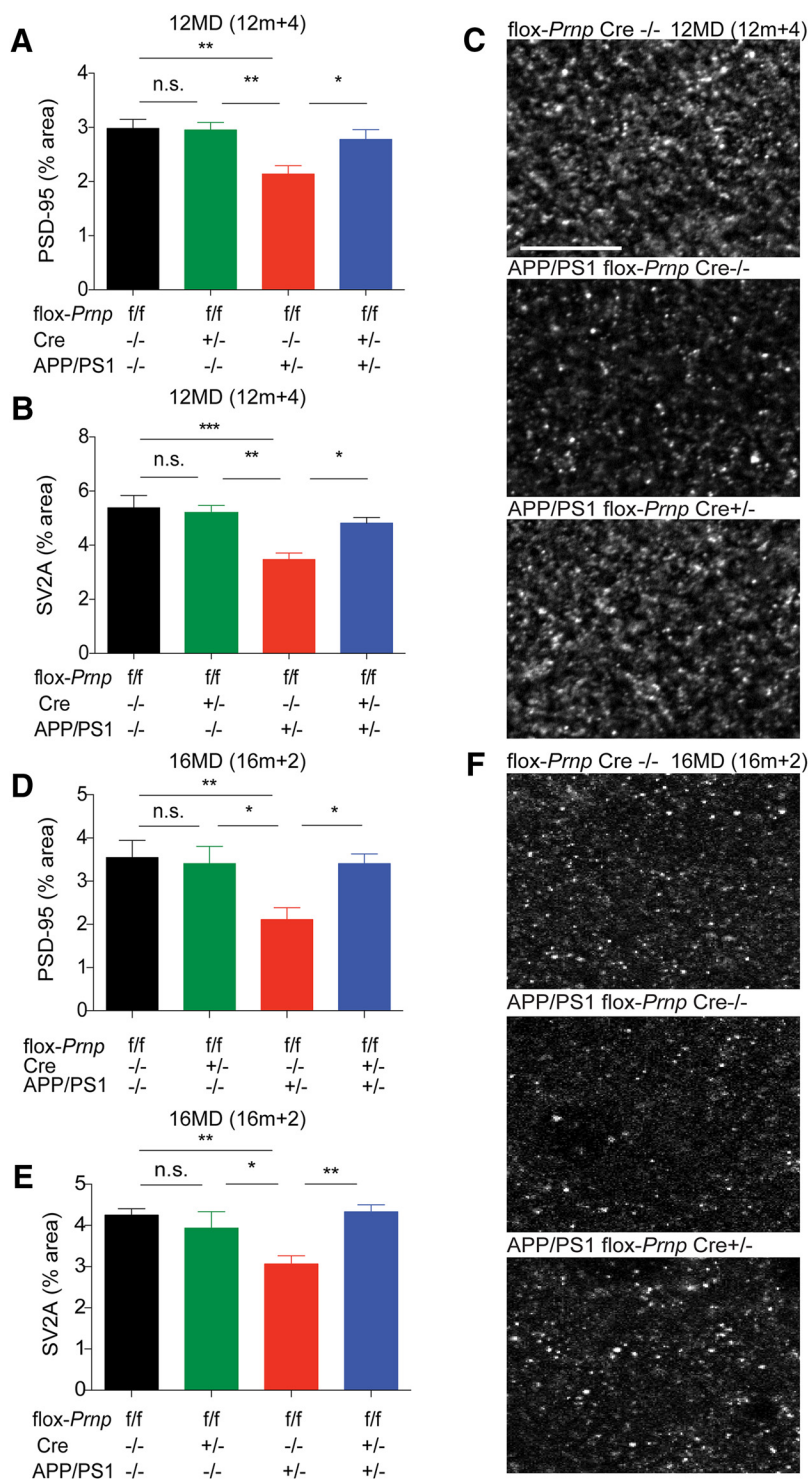 A
12MD (12m+4)
**
n.s.
**
*
PSD-95 (% area)
4
3
2
1
0
flox-Prnp f/f f/f f/f f/f
Cre -/- +/- -/- +/-
APP/PS1 -/- -/- +/- +/-
B
12MD (12m+4)
***
n.s.
**
*
SV2A (% area)
8
6
4
2
0
flox-Prnp f/f f/f f/f f/f
Cre -/- +/- -/- +/-
APP/PS1 -/- -/- +/- +/-
C
flox-Prnp Cre -/- 12MD (12m+4)
APP/PS1 flox-Prnp Cre-/-
APP/PS1 flox-Prnp Cre+/-
D
16MD (16m+2)
**
n.s.
*
*
PSD-95 (% area)
5
4
3
2
1
0
flox-Prnp f/f f/f f/f f/f
Cre -/- +/- -/- +/-
APP/PS1 -/- -/- +/- +/-
E
16MD (16m+2)
**
n.s.
*
**
SV2A (% area)
5
4
3
2
1
0
flox-Prnp f/f f/f f/f f/f
Cre -/- +/- -/- +/-
APP/PS1 -/- -/- +/- +/-
F
flox-Prnp Cre -/- 16MD (16m+2)
APP/PS1 flox-Prnp Cre-/-
APP/PS1 flox-Prnp Cre+/-